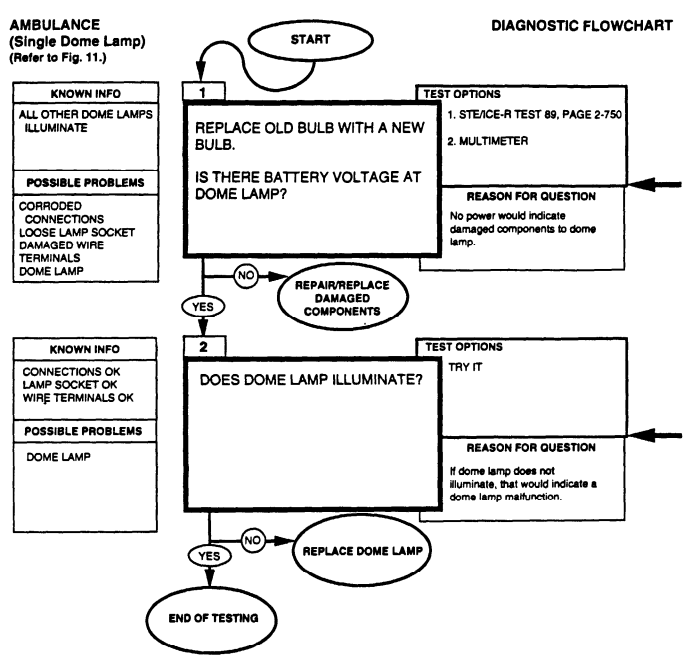 AMBULANCE
(Single Dome Lamp)
(Refer to Fig. 11.)
DIAGNOSTIC FLOWCHART
START
KNOWN INFO
ALL OTHER DOME LAMPS
ILLUMINATE
POSSIBLE PROBLEMS
CORRODED
CONNECTIONS
LOOSE LAMP SOCKET
DAMAGED WIRE
TERMINALS
DOME LAMP
1
REPLACE OLD BULB WITH A NEW
BULB.
IS THERE BATTERY VOLTAGE AT
DOME LAMP?
TEST OPTIONS
1. STE/ICE-R TEST 89, PAGE 2-750
2. MULTIMETER
REASON FOR QUESTION
No power would indicate
damaged components to dome
lamp.
NO
REPAIR/REPLACE
DAMAGED
COMPONENTS
YES
KNOWN INFO
CONNECTIONS OK
LAMP SOCKET OK
WIRE TERMINALS OK
POSSIBLE PROBLEMS
DOME LAMP
2
DOES DOME LAMP ILLUMINATE?
TEST OPTIONS
TRY IT
REASON FOR QUESTION
If dome lamp does not
illuminate, that would indicate a
dome lamp malfunction.
NO
REPLACE DOME LAMP
YES
END OF TESTING